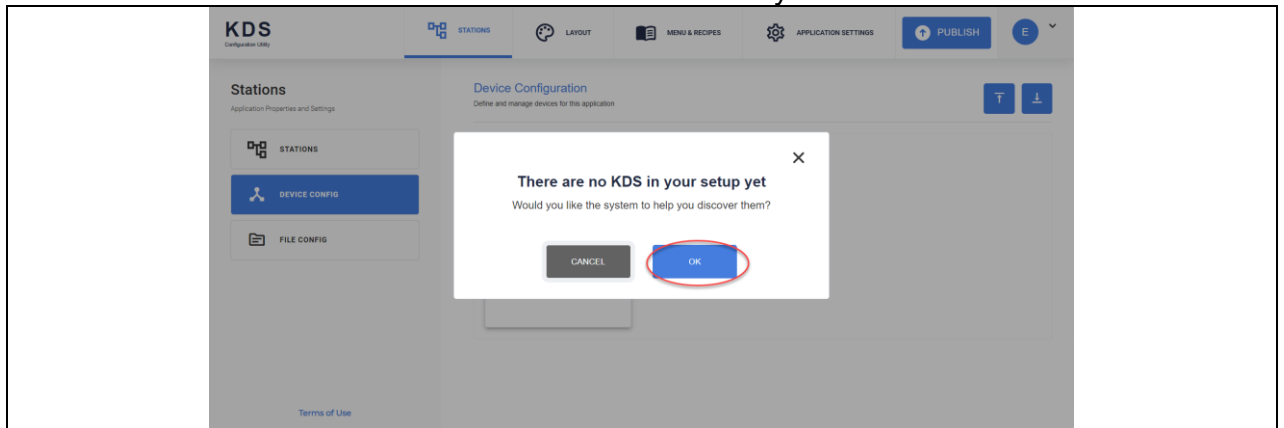 KDS
Configuration Utility
STATIONS
LAYOUT
MENU & RECIPES
APPLICATION SETTINGS
PUBLISH
E
Stations
Application Properties and Settings
STATIONS
DEVICE CONFIG
FILE CONFIG
Terms of Use
Device Configuration
Define and manage devices for this application
There are no KDS in your setup yet
Would you like the system to help you discover them?
CANCEL
OK